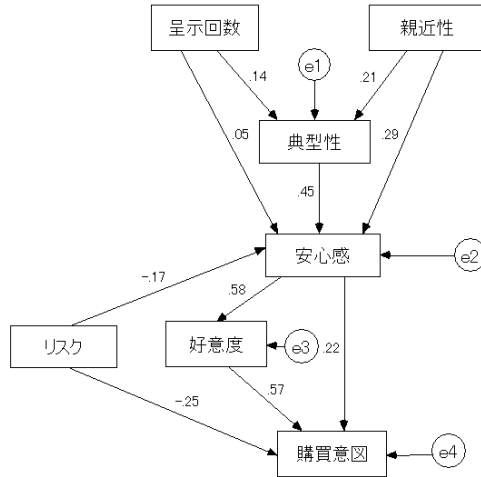 呈示回数
親近性
e1
.14
.21
典型性
.05
.29
.45
安心感
e2
-.17
.58
リスク
好意度
e3
.22
-.25
.57
購買意図
e4